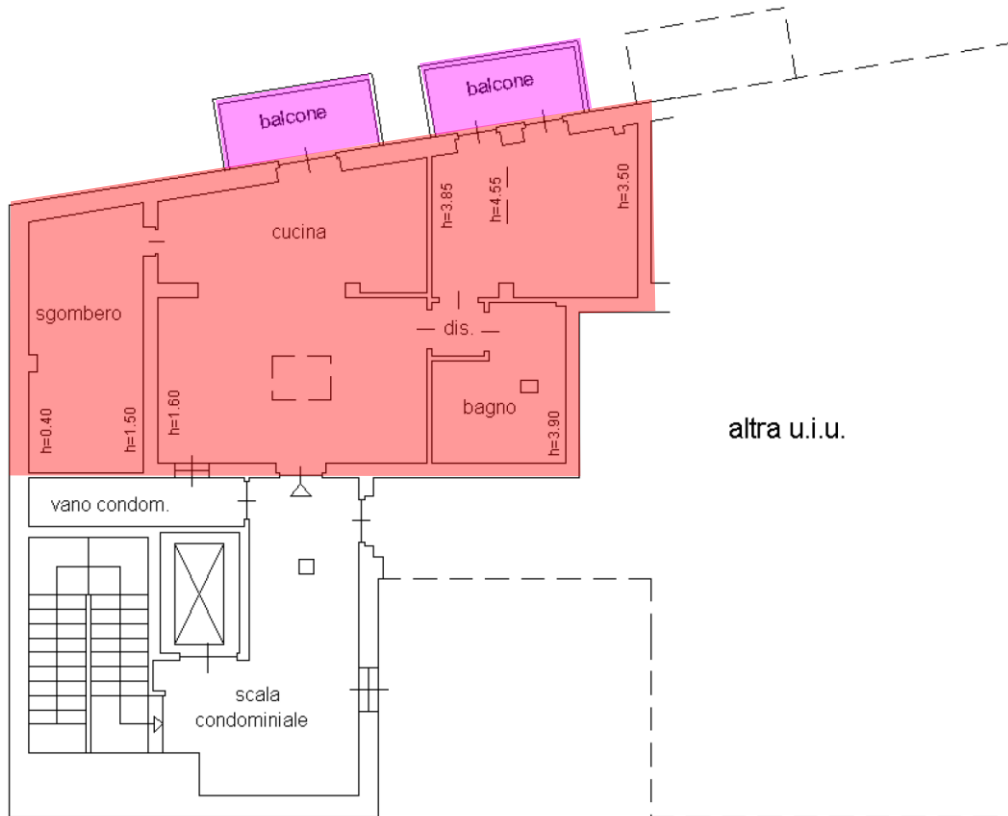 balcone
balcone
h=3.85
h=4.55
h=3.50
cucina
sgombero
dis.
h=0.40
h=1.50
h=1.60
bagno
h=3.90
altra u.i.u.
vano condom.
scala
condominiale